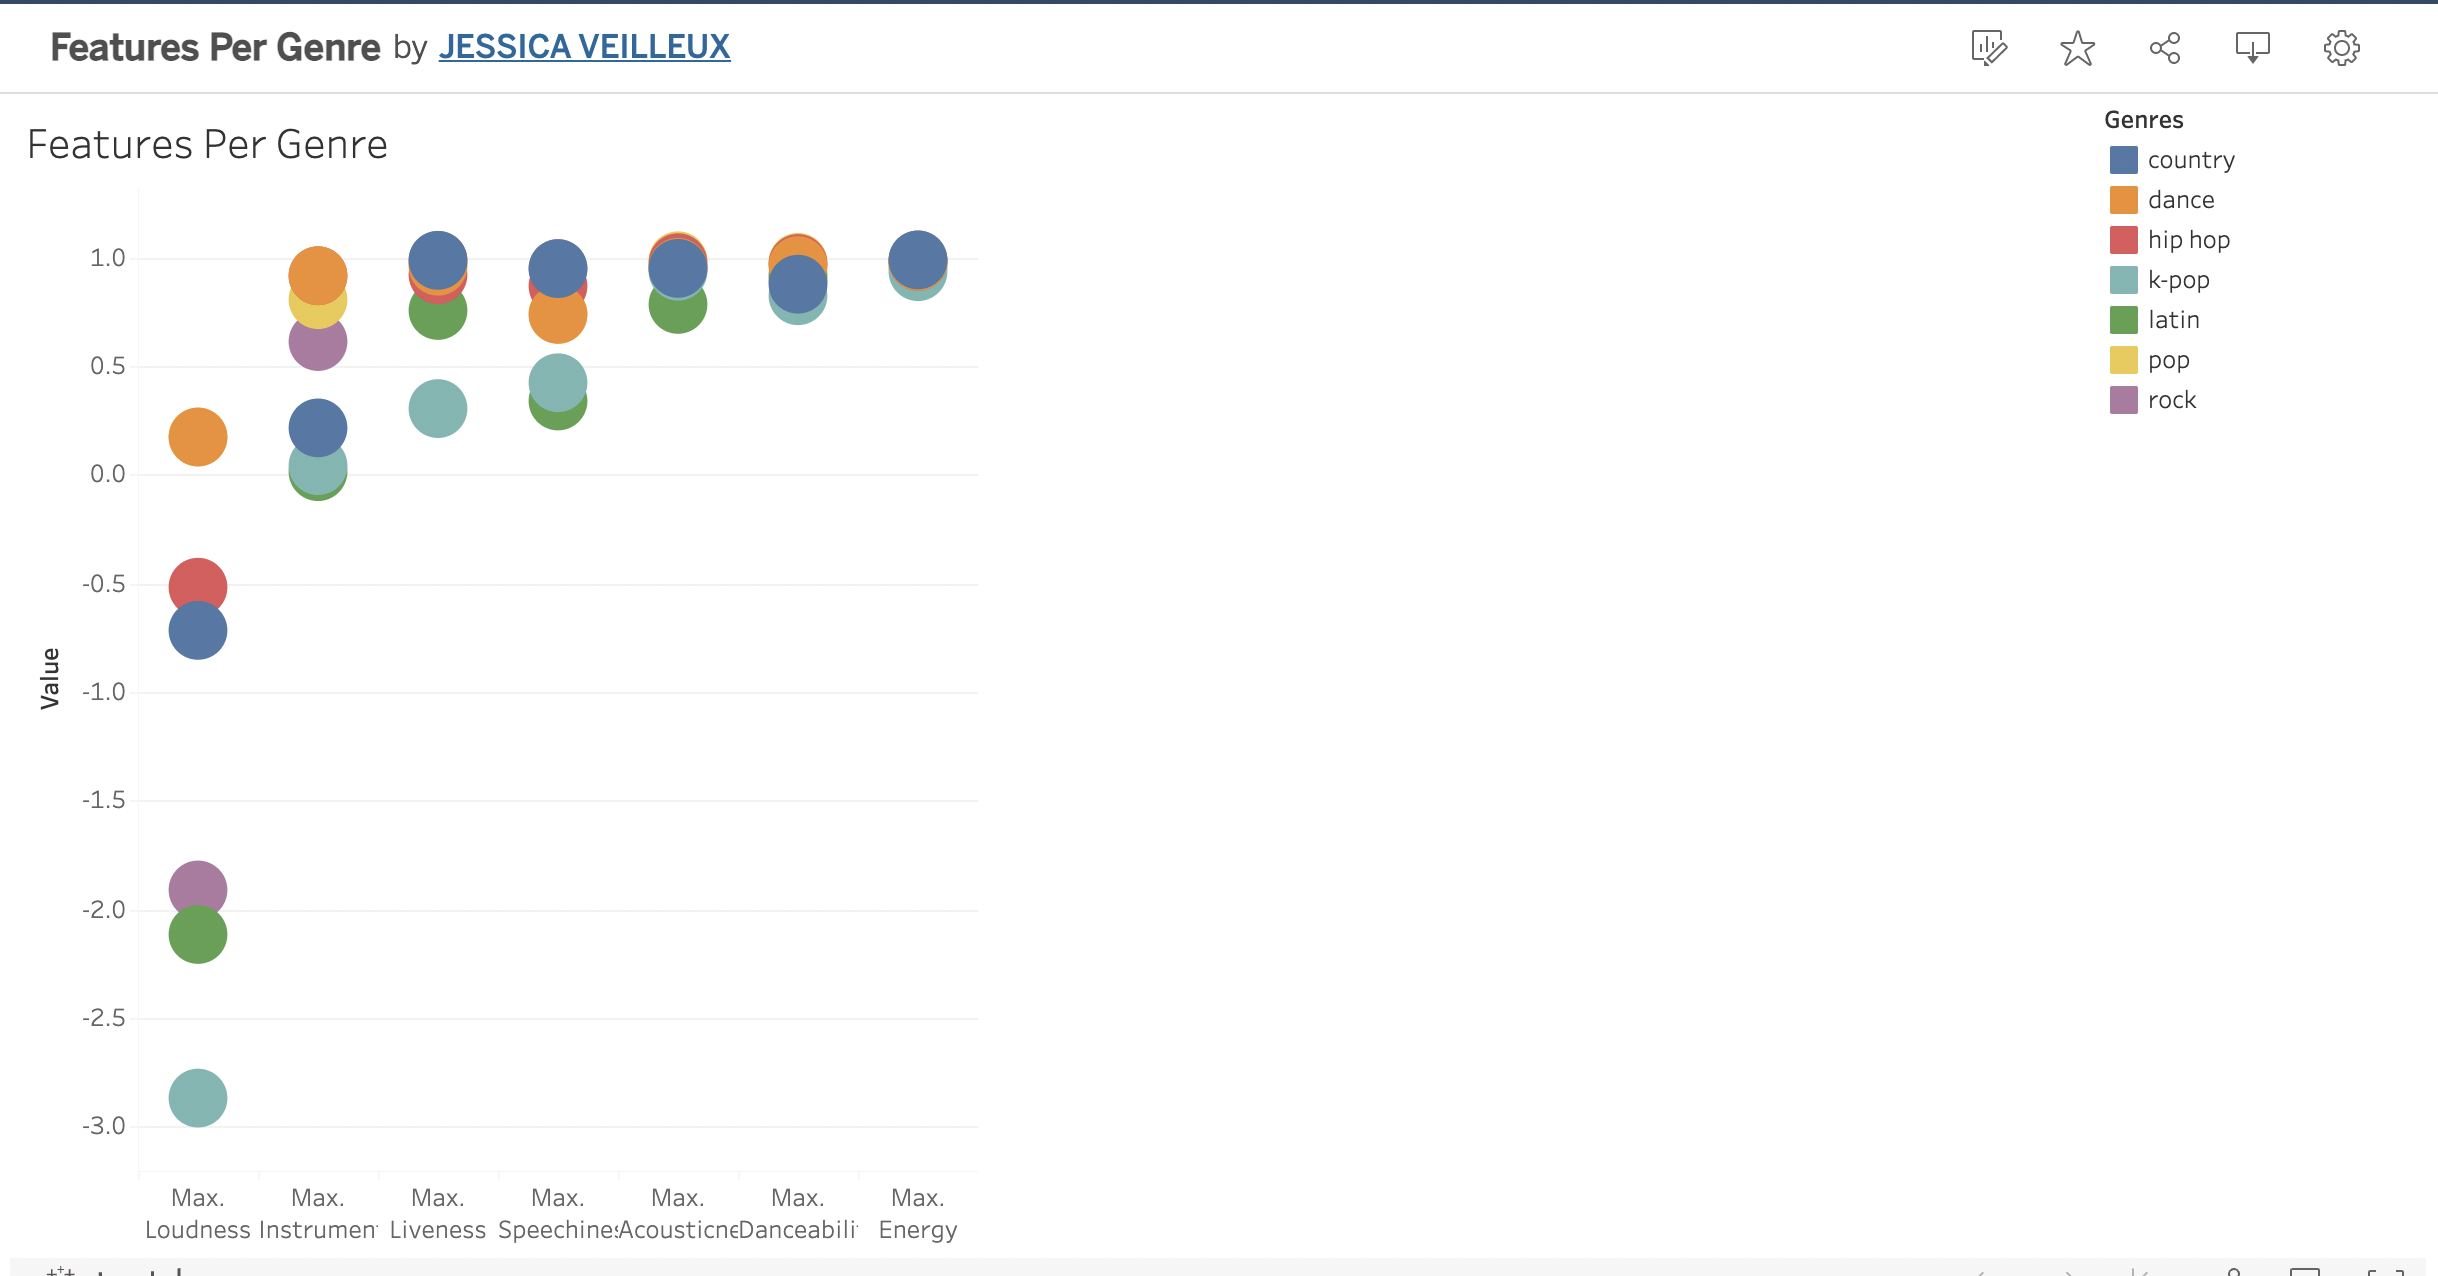 Features Per Genre by JESSICA VEILLEUX
Features Per Genre
Genres
country
dance
hip hop
k-pop
latin
pop
rock
1.0
0.5
0.0
-0.5
-1.0
-1.5
-2.0
-2.5
-3.0
Value
Max. Loudness
Max. Instrumen
Max. Liveness
Max. Speechines
Max. Acousticne
Max. Danceabili
Max. Energy